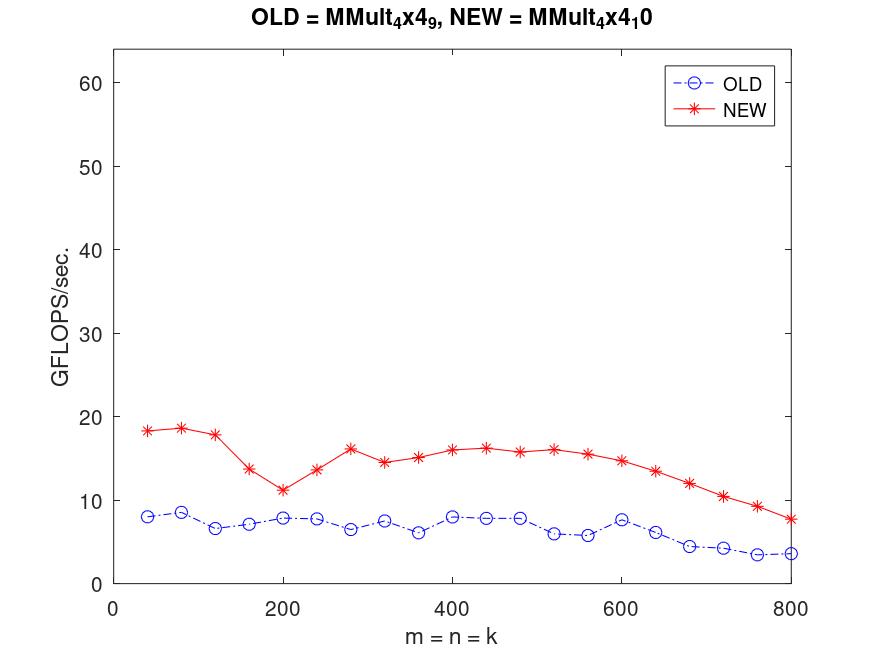 OLD = MMult₄x4₉, NEW = MMult₄x4₁0
OLD
NEW
GFLOPS/sec.
60
50
40
30
20
10
0
0 200 400 600 800
m = n = k